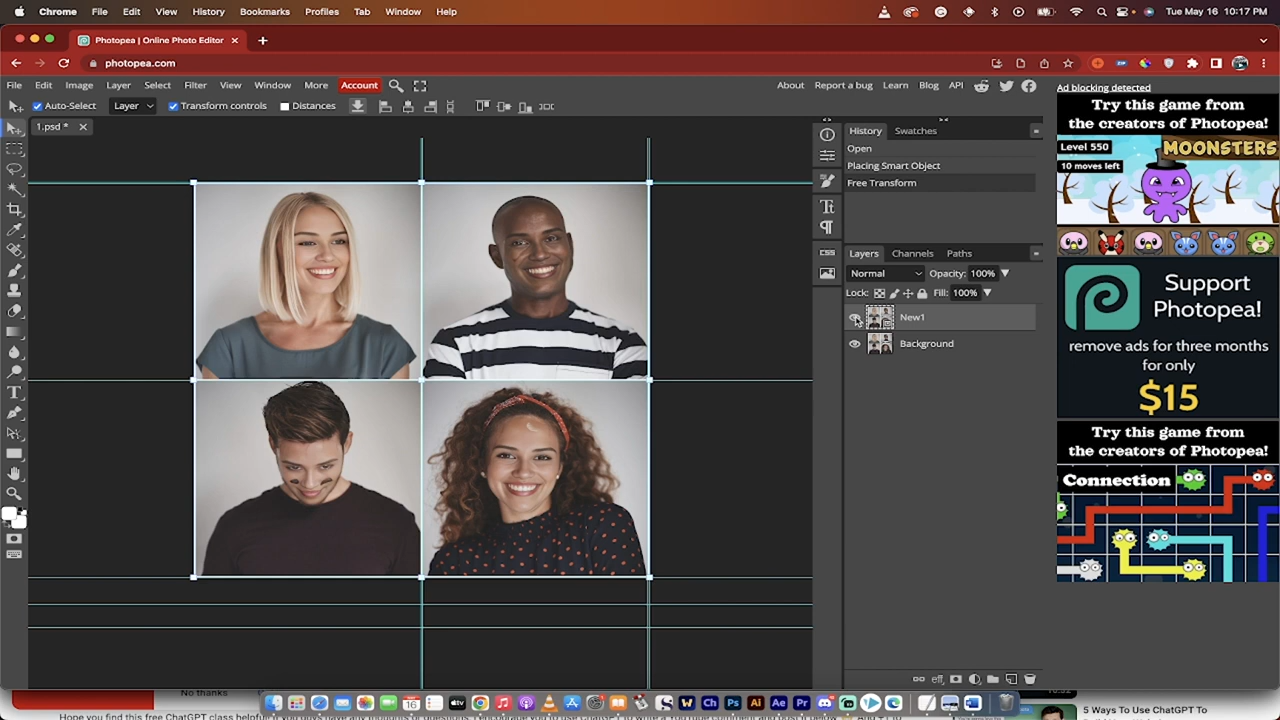 Chrome File Edit View History Bookmarks Profiles Tab Window Help
Tue May 16 10:17 PM
Photopea | Online Photo Editor
photopea.com
File Edit Image Layer Select Filter View Window More Account
About Report a bug Learn Blog API
Auto-Select Layer Transform controls Distances
1.psd *
History Swatches
Open
Placing Smart Object
Free Transform
Layers Channels Paths
Normal Opacity: 100%
Lock: Fill: 100%
New1
Background
Ad blocking detected
Try this game from
the creators of Photopea!
Level 550
MOONSTERS
10 moves left
Support
Photopea!
remove ads for three months
for only
$15
Try this game from
the creators of Photopea!
Connection
No thanks
5 Ways To Use ChatGPT To